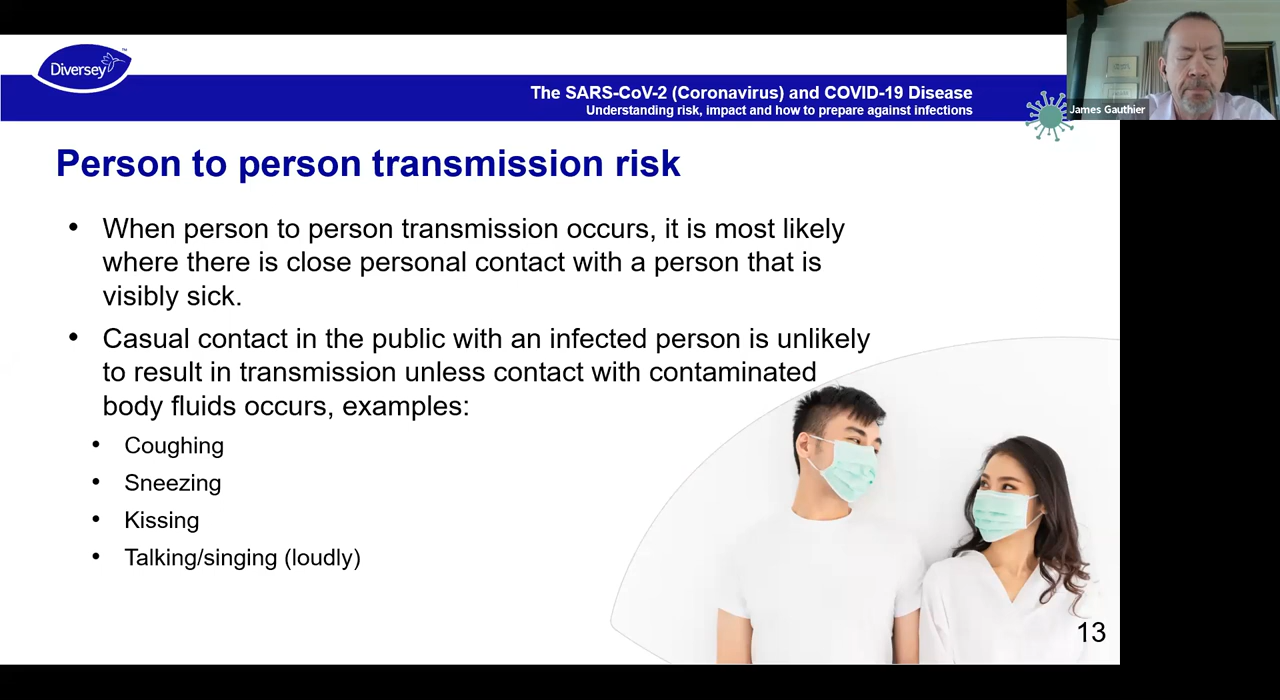 Diversey
The SARS-CoV-2 (Coronavirus) and COVID-19 Disease
Understanding risk, impact and how to prepare against infections
James Gauthier
Person to person transmission risk
• When person to person transmission occurs, it is most likely
where there is close personal contact with a person that is
visibly sick.
• Casual contact in the public with an infected person is unlikely
to result in transmission unless contact with contaminated
body fluids occurs, examples:
• Coughing
• Sneezing
• Kissing
• Talking/singing (loudly)
13